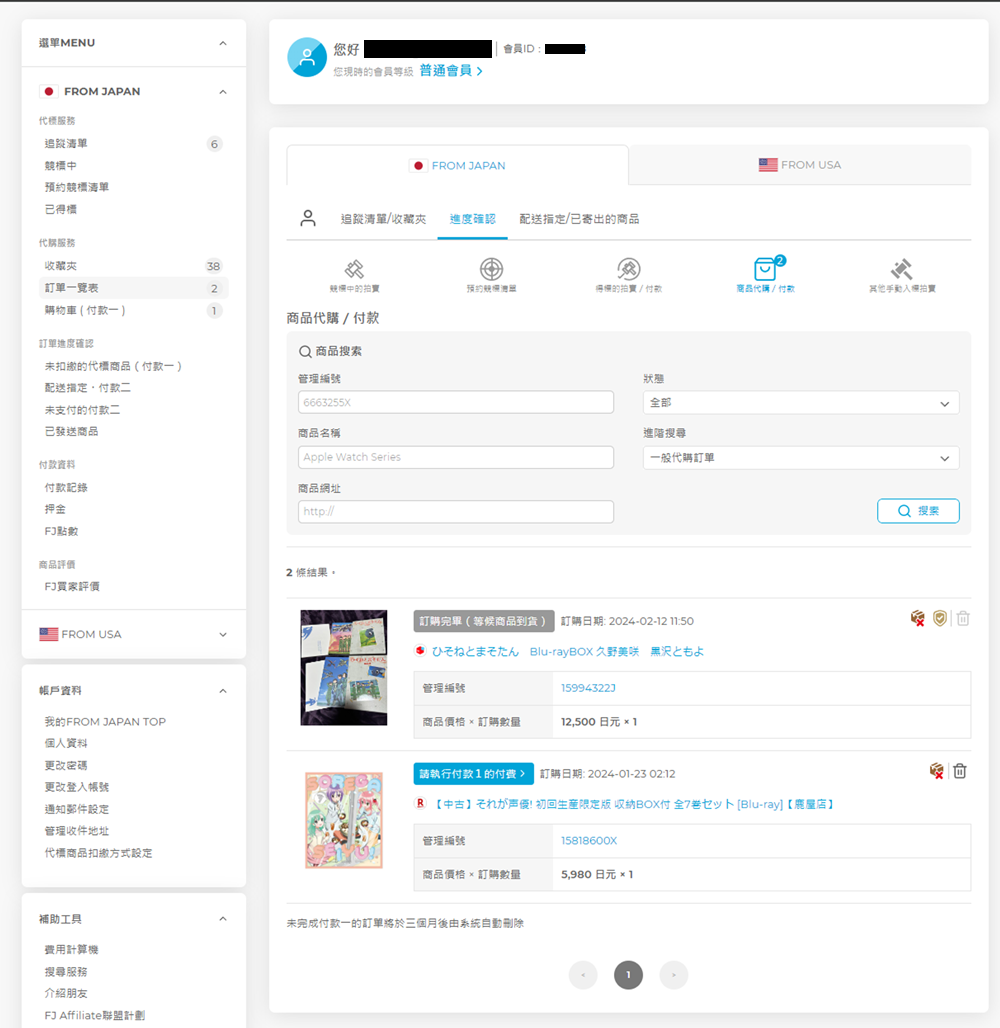 選單MENU
FROM JAPAN
代標服務
追蹤清單 6
競標中
預約競標清單
已得標
代購服務
收藏夾 38
訂單一覽表 2
購物車 ( 付款一 ) 1
訂單進度確認
未扣繳的代標商品 ( 付款一 )
配送指定・付款二
未支付的付款二
已發送商品
付款資料
付款記錄
押金
FJ點數
商品評價
FJ買家評價
FROM USA
帳戶資料
我的FROM JAPAN TOP
個人資料
更改密碼
更改登入帳號
通知郵件設定
管理收件地址
代標商品扣繳方式設定
補助工具
費用計算機
搜尋服務
介紹朋友
FJ Affiliate聯盟計劃
您好 會員ID :
您現時的會員等級 普通會員
FROM JAPAN FROM USA
追蹤清單/收藏夾 進度確認 配送指定/已寄出的商品
競標中的拍賣 預約競標清單 得標的拍賣 / 付款 商品代購 / 付款 2 其他手動入標拍賣
商品代購 / 付款
商品搜索
管理編號 狀態
6663255X 全部
商品名稱 進階搜尋
Apple Watch Series 一般代購訂單
商品網址
http:// 搜索
2 條結果。
訂購完畢 ( 等候商品到貨 ) 訂購日期: 2024-02-12 11:50
ひそねとまそたん Blu-rayBOX 久野美咲 黒沢ともよ
管理編號 15994322J
商品價格 × 訂購數量 12,500 日元 × 1
請執行付款 1 的付費 訂購日期: 2024-01-23 02:12
R 【中古】それが声優! 初回生産限定版 収納BOX付 全7巻セット [Blu-ray]【鹿屋店】
管理編號 15818600X
商品價格 × 訂購數量 5,980 日元 × 1
未完成付款一的訂單將於三個月後由系統自動刪除
< 1 >